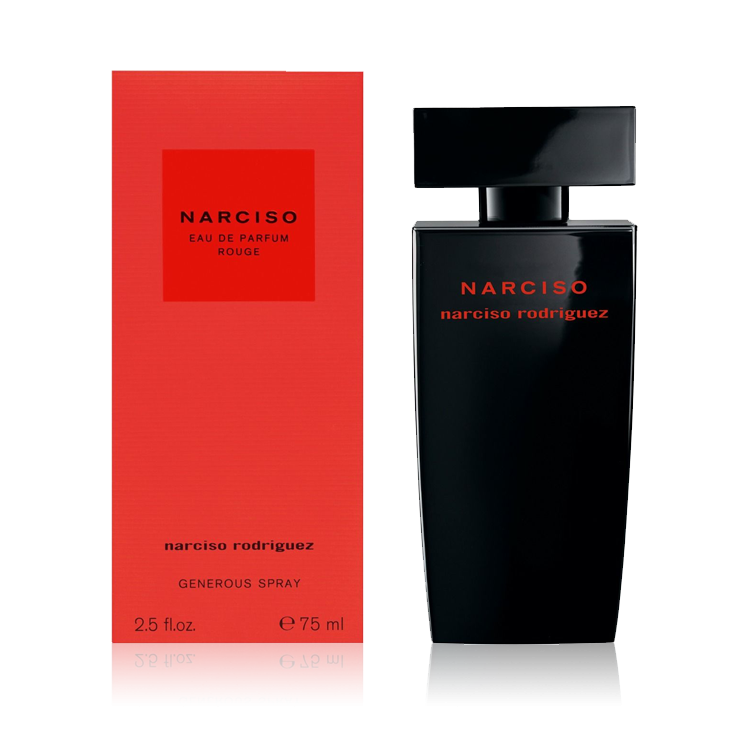 NARCISO
EAU DE PARFUM
ROUGE
narciso rodriguez
GENEROUS SPRAY
2.5 fl.oz. ℮ 75 ml
NARCISO
narciso rodriguez